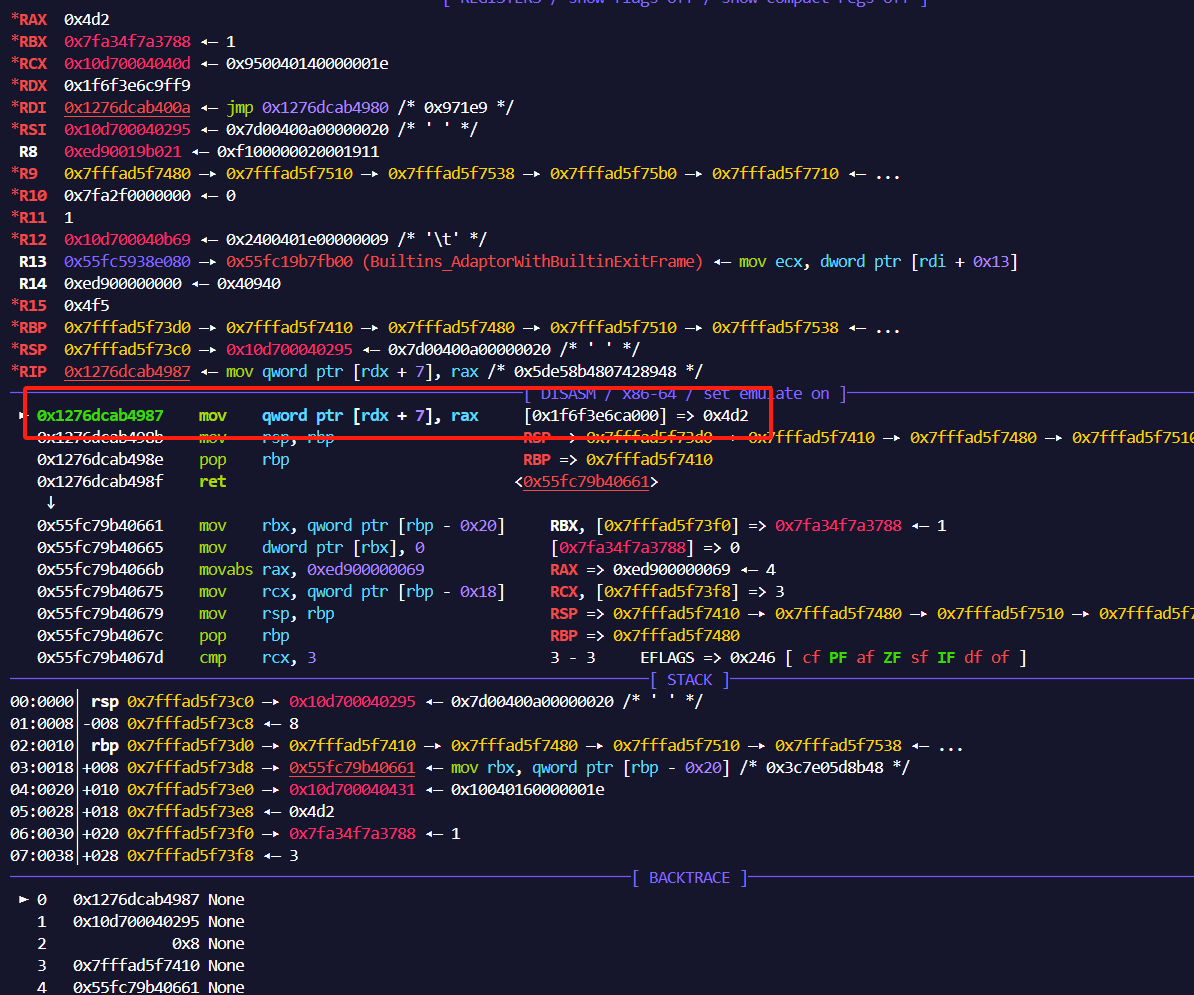 [ REGISTERS / show-flags off / show-compact-regs off ]
*RAX  0x4d2
*RBX  0x7fa34f7a3788 ◂— 1
*RCX  0x10d70004040d ◂— 0x950040140000001e
*RDX  0x1f6f3e6c9ff9
*RDI  0x1276dcab400a ◂— jmp 0x1276dcab4980 /* 0x971e9 */
*RSI  0x10d700040295 ◂— 0x7d00400a00000020 /* ' ' */
R8   0xed90019b021 ◂— 0xf100000020001911
*R9   0x7fffad5f7480 —▸ 0x7fffad5f7510 —▸ 0x7fffad5f7538 —▸ 0x7fffad5f75b0 —▸ 0x7fffad5f7710 ◂— ...
*R10  0x7fa2f0000000 ◂— 0
*R11  1
*R12  0x10d700040b69 ◂— 0x2400401e00000009 /* '\t' */
R13  0x55fc5938e080 —▸ 0x55fc19b7fb00 (Builtins_AdaptorWithBuiltinExitFrame) ◂— mov ecx, dword ptr [rdi + 0x13]
R14  0xed900000000 ◂— 0x40940
*R15  0x4f5
*RBP  0x7fffad5f73d0 —▸ 0x7fffad5f7410 —▸ 0x7fffad5f7480 —▸ 0x7fffad5f7510 —▸ 0x7fffad5f7538 ◂— ...
*RSP  0x7fffad5f73c0 —▸ 0x10d700040295 ◂— 0x7d00400a00000020 /* ' ' */
*RIP  0x1276dcab4987 ◂— mov qword ptr [rdx + 7], rax /* 0x5de58b4807428948 */
[ DISASM / x86-64 / set emulate on ]
► 0x1276dcab4987    mov    qword ptr [rdx + 7], rax     [0x1f6f3e6ca000] => 0x4d2
0x1276dcab498b    mov    rsp, rbp                     RSP => 0x7fffad5f73d0 —▸ 0x7fffad5f7410 —▸ 0x7fffad5f7480 —▸ 0x7fffad5f7510
0x1276dcab498e    pop    rbp                          RBP => 0x7fffad5f7410
0x1276dcab498f    ret                                <0x55fc79b40661>
↓
0x55fc79b40661    mov    rbx, qword ptr [rbp - 0x20]     RBX, [0x7fffad5f73f0] => 0x7fa34f7a3788 ◂— 1
0x55fc79b40665    mov    dword ptr [rbx], 0              [0x7fa34f7a3788] => 0
0x55fc79b4066b    movabs rax, 0xed900000069              RAX => 0xed900000069 ◂— 4
0x55fc79b40675    mov    rcx, qword ptr [rbp - 0x18]     RCX, [0x7fffad5f73f8] => 3
0x55fc79b40679    mov    rsp, rbp                        RSP => 0x7fffad5f7410 —▸ 0x7fffad5f7480 —▸ 0x7fffad5f7510 —▸
0x55fc79b4067c    pop    rbp                             RBP => 0x7fffad5f7480
0x55fc79b4067d    cmp    rcx, 3                          3 - 3     EFLAGS => 0x246 [ cf PF af ZF sf IF df of ]
[ STACK ]
00:0000│ rsp 0x7fffad5f73c0 —▸ 0x10d700040295 ◂— 0x7d00400a00000020 /* ' ' */
01:0008│-008 0x7fffad5f73c8 ◂— 8
02:0010│ rbp 0x7fffad5f73d0 —▸ 0x7fffad5f7410 —▸ 0x7fffad5f7480 —▸ 0x7fffad5f7510 —▸ 0x7fffad5f7538 ◂— ...
03:0018│+008 0x7fffad5f73d8 —▸ 0x55fc79b40661 ◂— mov rbx, qword ptr [rbp - 0x20] /* 0x3c7e05d8b48 */
04:0020│+010 0x7fffad5f73e0 —▸ 0x10d700040431 ◂— 0x10040160000001e
05:0028│+018 0x7fffad5f73e8 ◂— 0x4d2
06:0030│+020 0x7fffad5f73f0 —▸ 0x7fa34f7a3788 ◂— 1
07:0038│+028 0x7fffad5f73f8 ◂— 3
[ BACKTRACE ]
► 0   0x1276dcab4987 None
1   0x10d700040295 None
2              0x8 None
3   0x7fffad5f7410 None
4   0x55fc79b40661 None